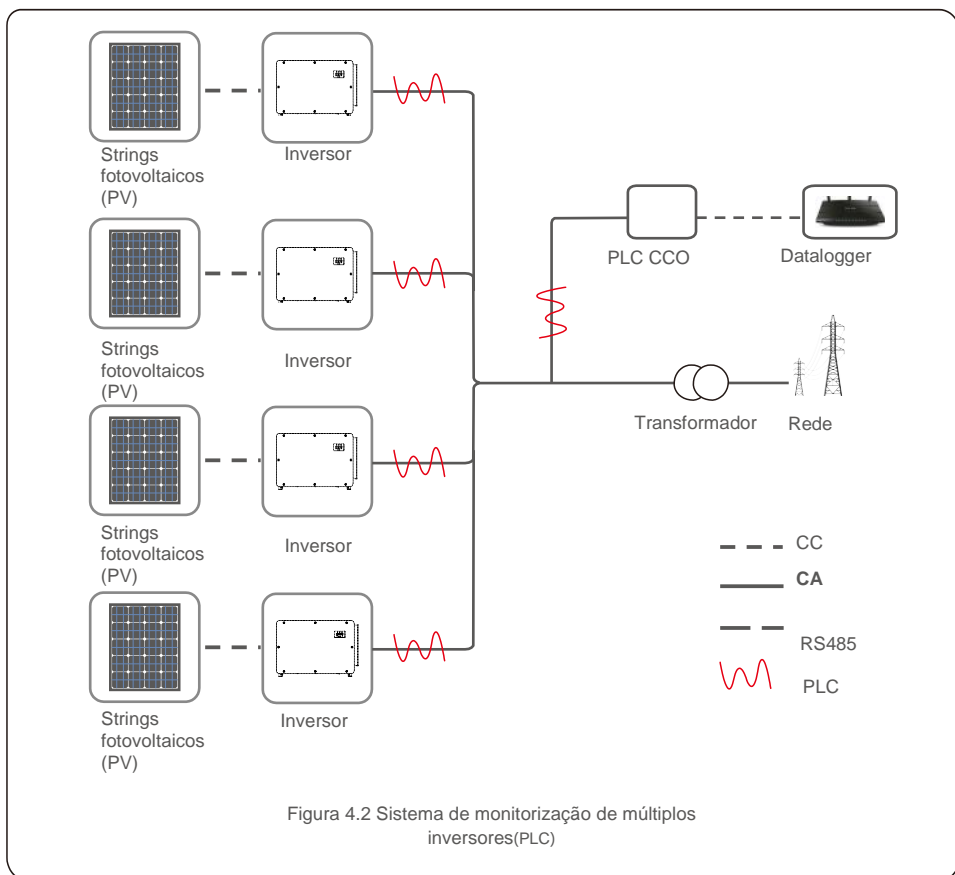 Strings
fotovoltaicos
(PV)
Inversor
Strings
fotovoltaicos
(PV)
Inversor
Strings
fotovoltaicos
(PV)
Inversor
Strings
fotovoltaicos
(PV)
Inversor
PLC CCO
Datalogger
Transformador
Rede
CC
CA
RS485
PLC
Figura 4.2 Sistema de monitorização de múltiplos
inversores(PLC)